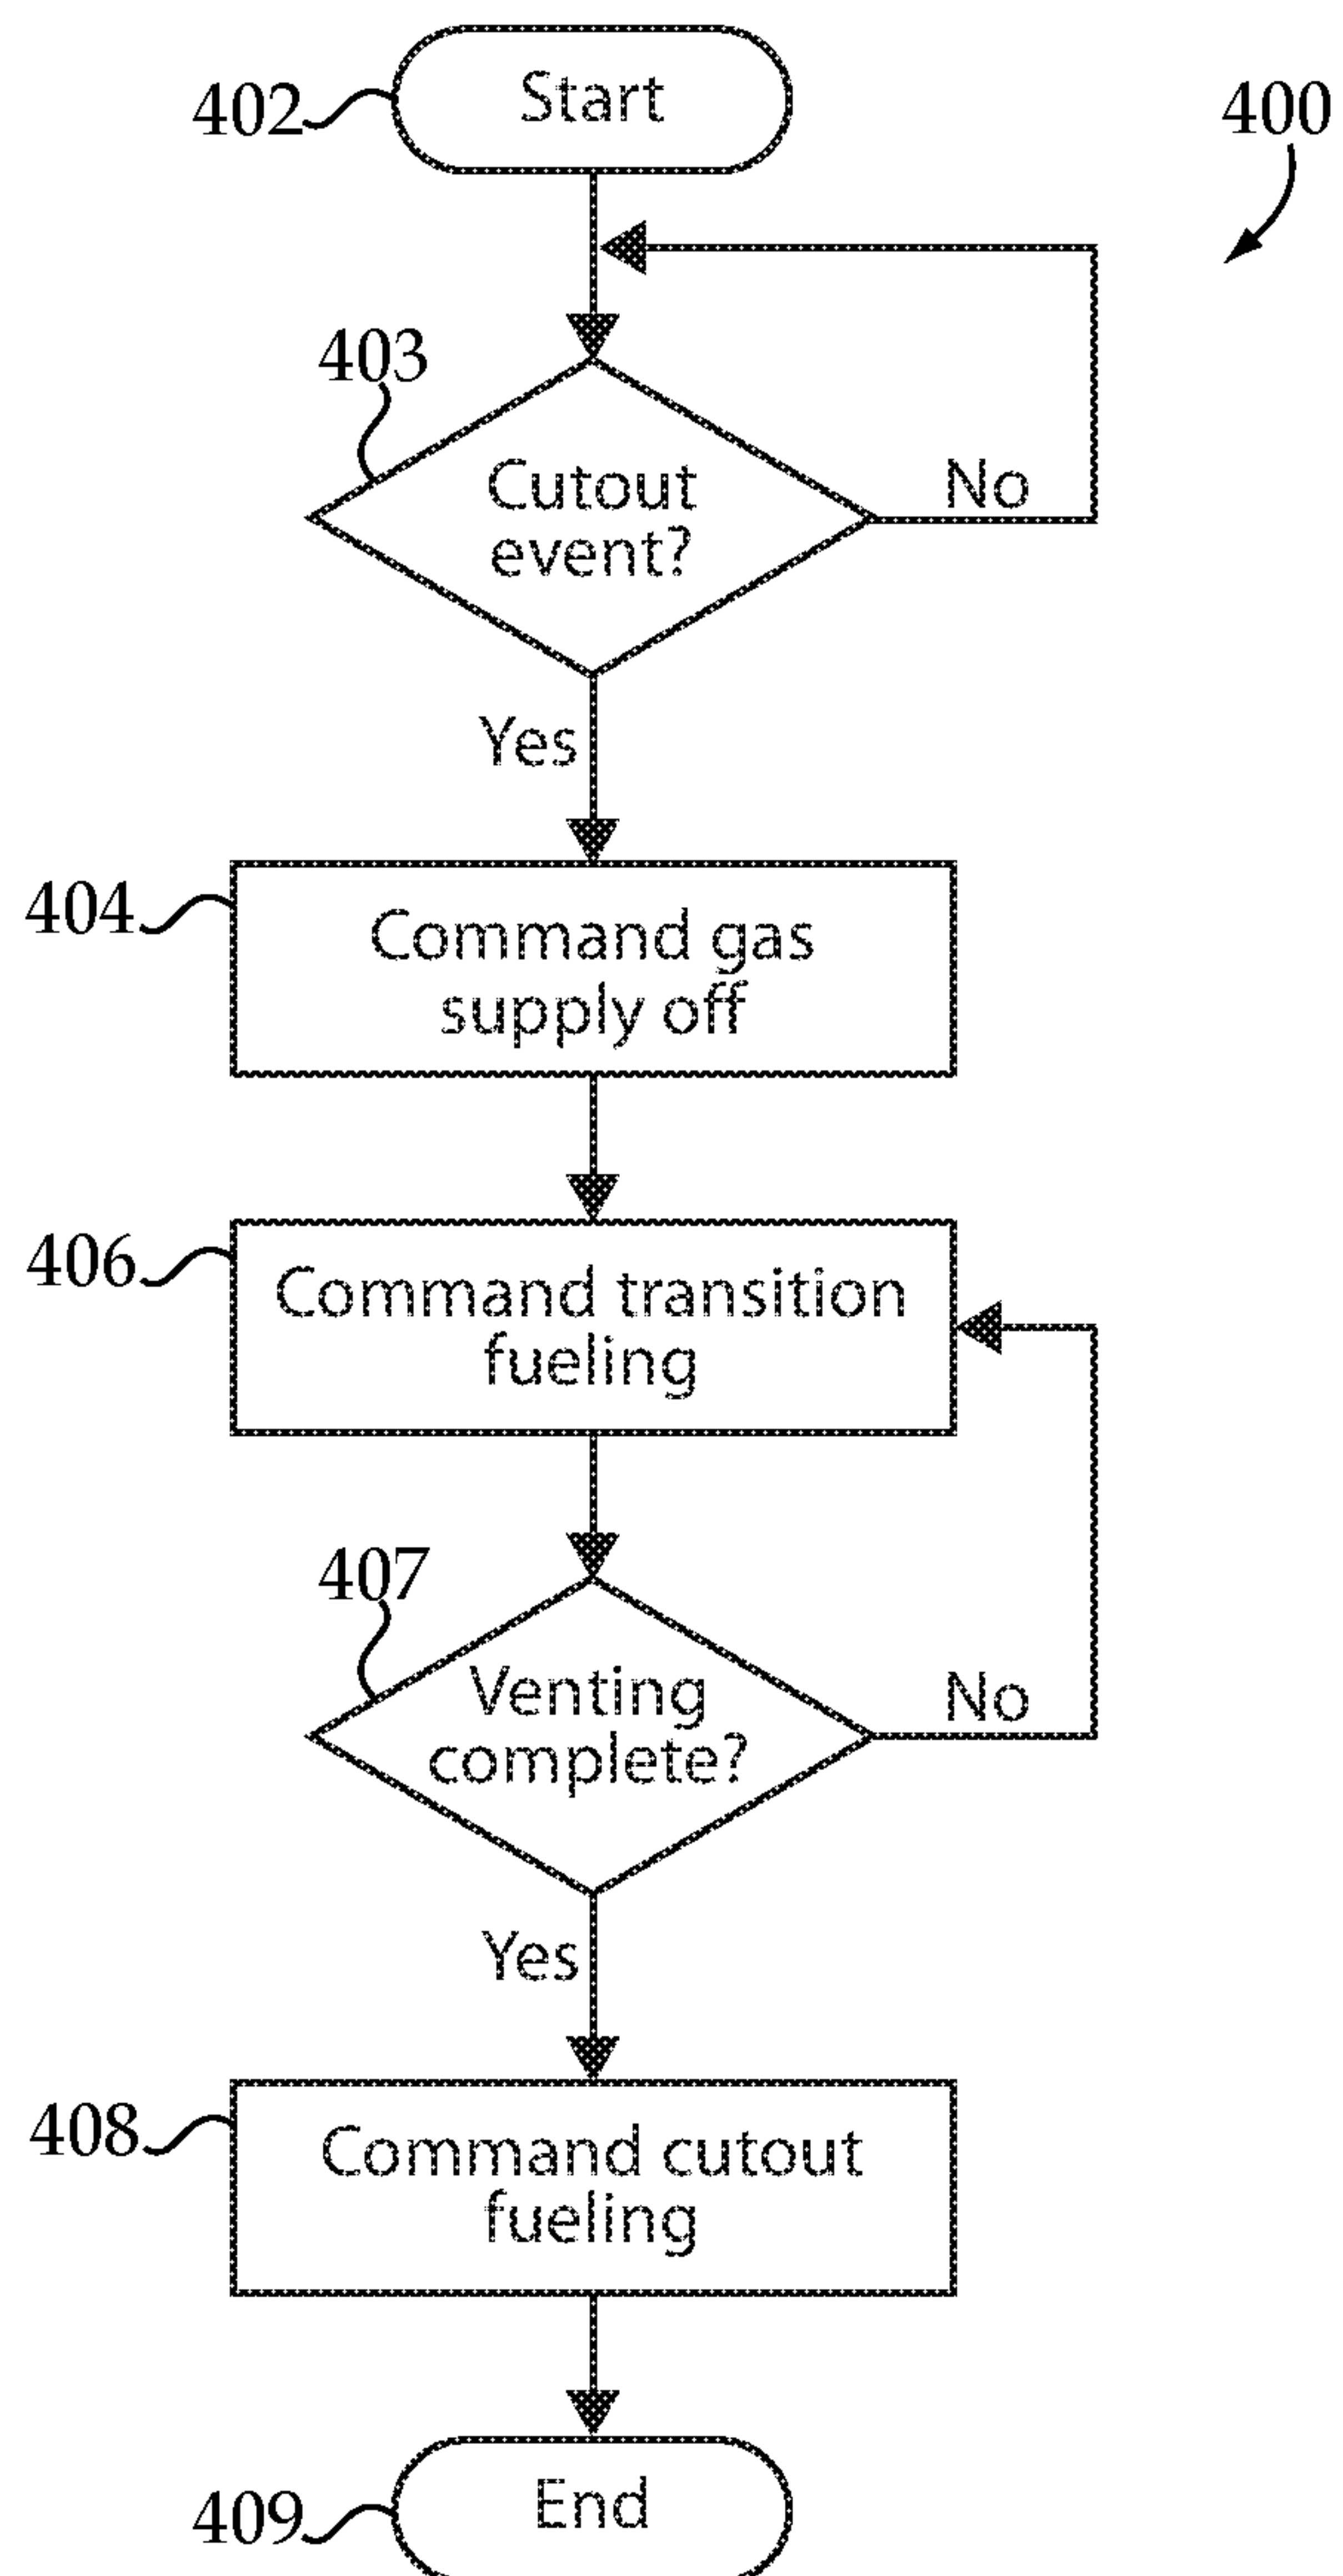 402
Start
400
403
Cutout
event?
No
Yes
404
Command gas
supply off
406
Command transition
fueling
407
Venting
complete?
No
Yes
408
Command cutout
fueling
409
End